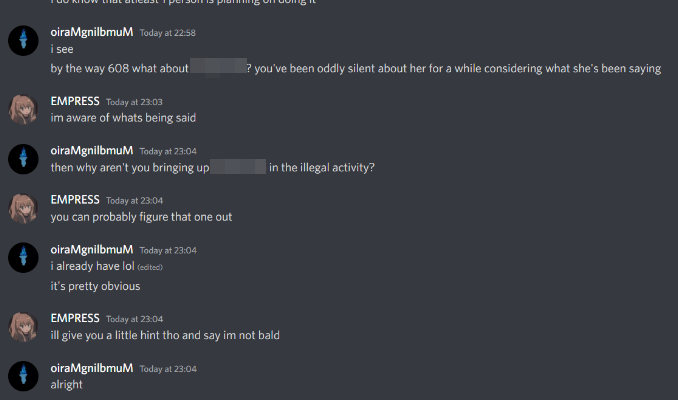 I do know that atleast 1 person is planning on doing it
oiraMgnilbmuM Today at 22:58
i see
by the way 608 what about ? you've been oddly silent about her for a while considering what she's been saying
EMPRESS Today at 23:03
im aware of whats being said
oiraMgnilbmuM Today at 23:04
then why aren't you bringing up in the illegal activity?
EMPRESS Today at 23:04
you can probably figure that one out
oiraMgnilbmuM Today at 23:04
i already have lol (edited)
it's pretty obvious
EMPRESS Today at 23:04
ill give you a little hint tho and say im not bald
oiraMgnilbmuM Today at 23:04
alright